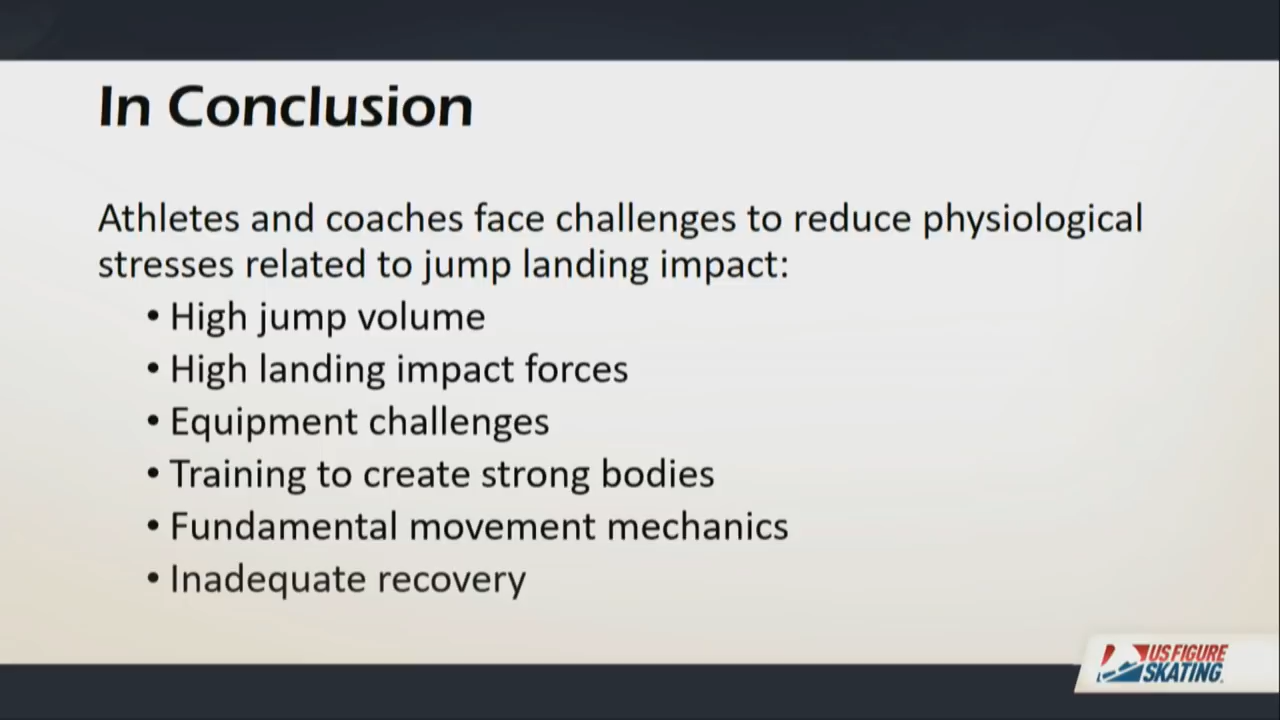 In Conclusion
Athletes and coaches face challenges to reduce physiological
stresses related to jump landing impact:
• High jump volume
• High landing impact forces
• Equipment challenges
• Training to create strong bodies
• Fundamental movement mechanics
• Inadequate recovery
US FIGURE
SKATING